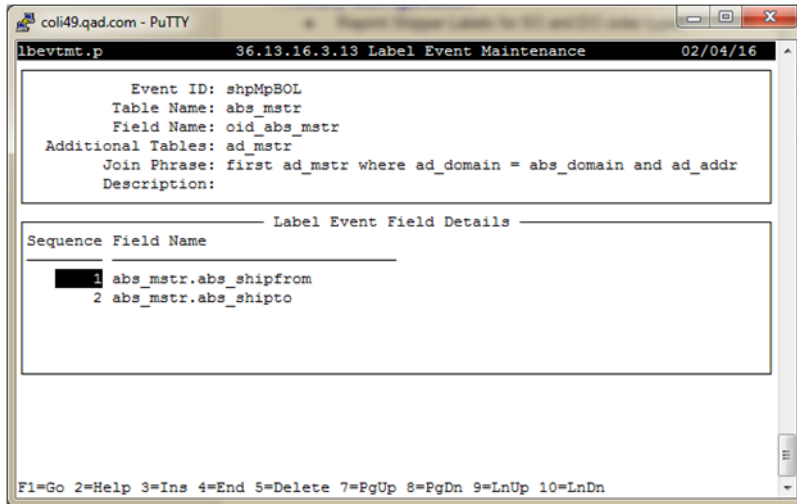 coli49.qad.com - PuTTY
lbevtmt.p 36.13.16.3.13 Label Event Maintenance 02/04/16
Event ID: shpMpBOL
Table Name: abs_mstr
Field Name: oid_abs_mstr
Additional Tables: ad_mstr
Join Phrase: first ad_mstr where ad_domain = abs_domain and ad_addr
Description:
Label Event Field Details
Sequence Field Name
1 abs_mstr.abs_shipfrom
2 abs_mstr.abs_shipto
F1=Go 2=Help 3=Ins 4=End 5=Delete 7=PgUp 8=PgDn 9=LnUp 10=LnDn